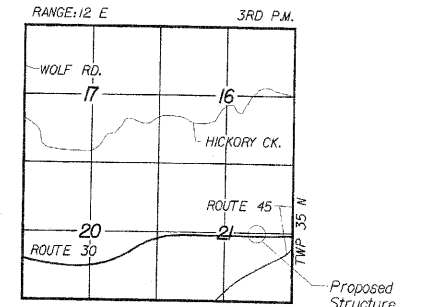 RANGE: 12 E 3RD P.M.
WOLF RD.
17 16
HICKORY CK.
ROUTE 45
TWP 35 N
20 21
ROUTE 30
Proposed
Structure